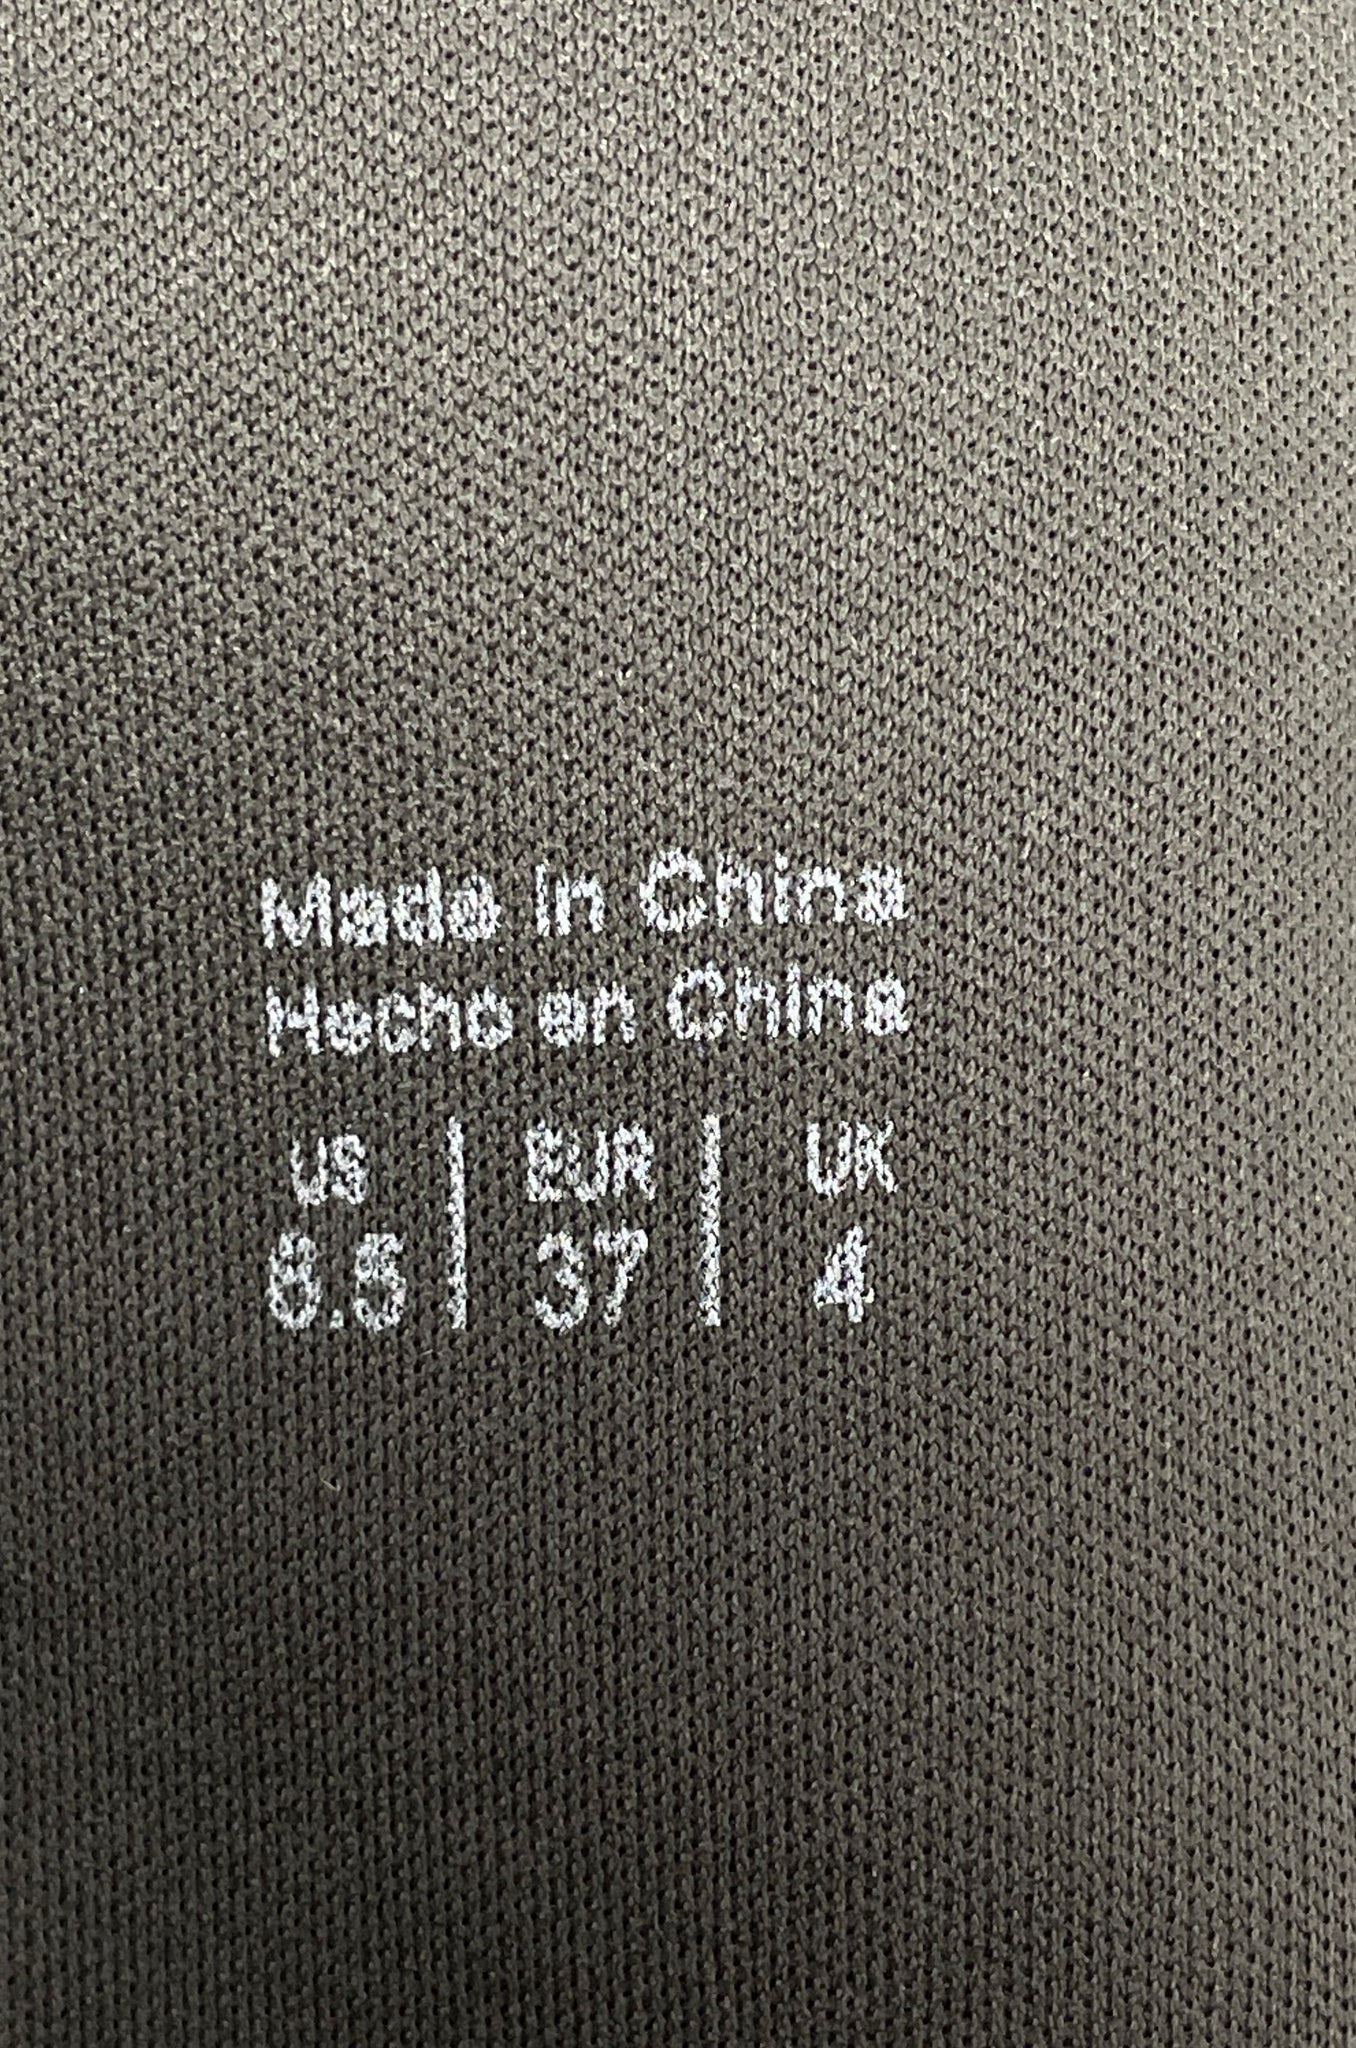 Made in China
Hecho en China
US | EUR | UK
6.5 | 37 | 4